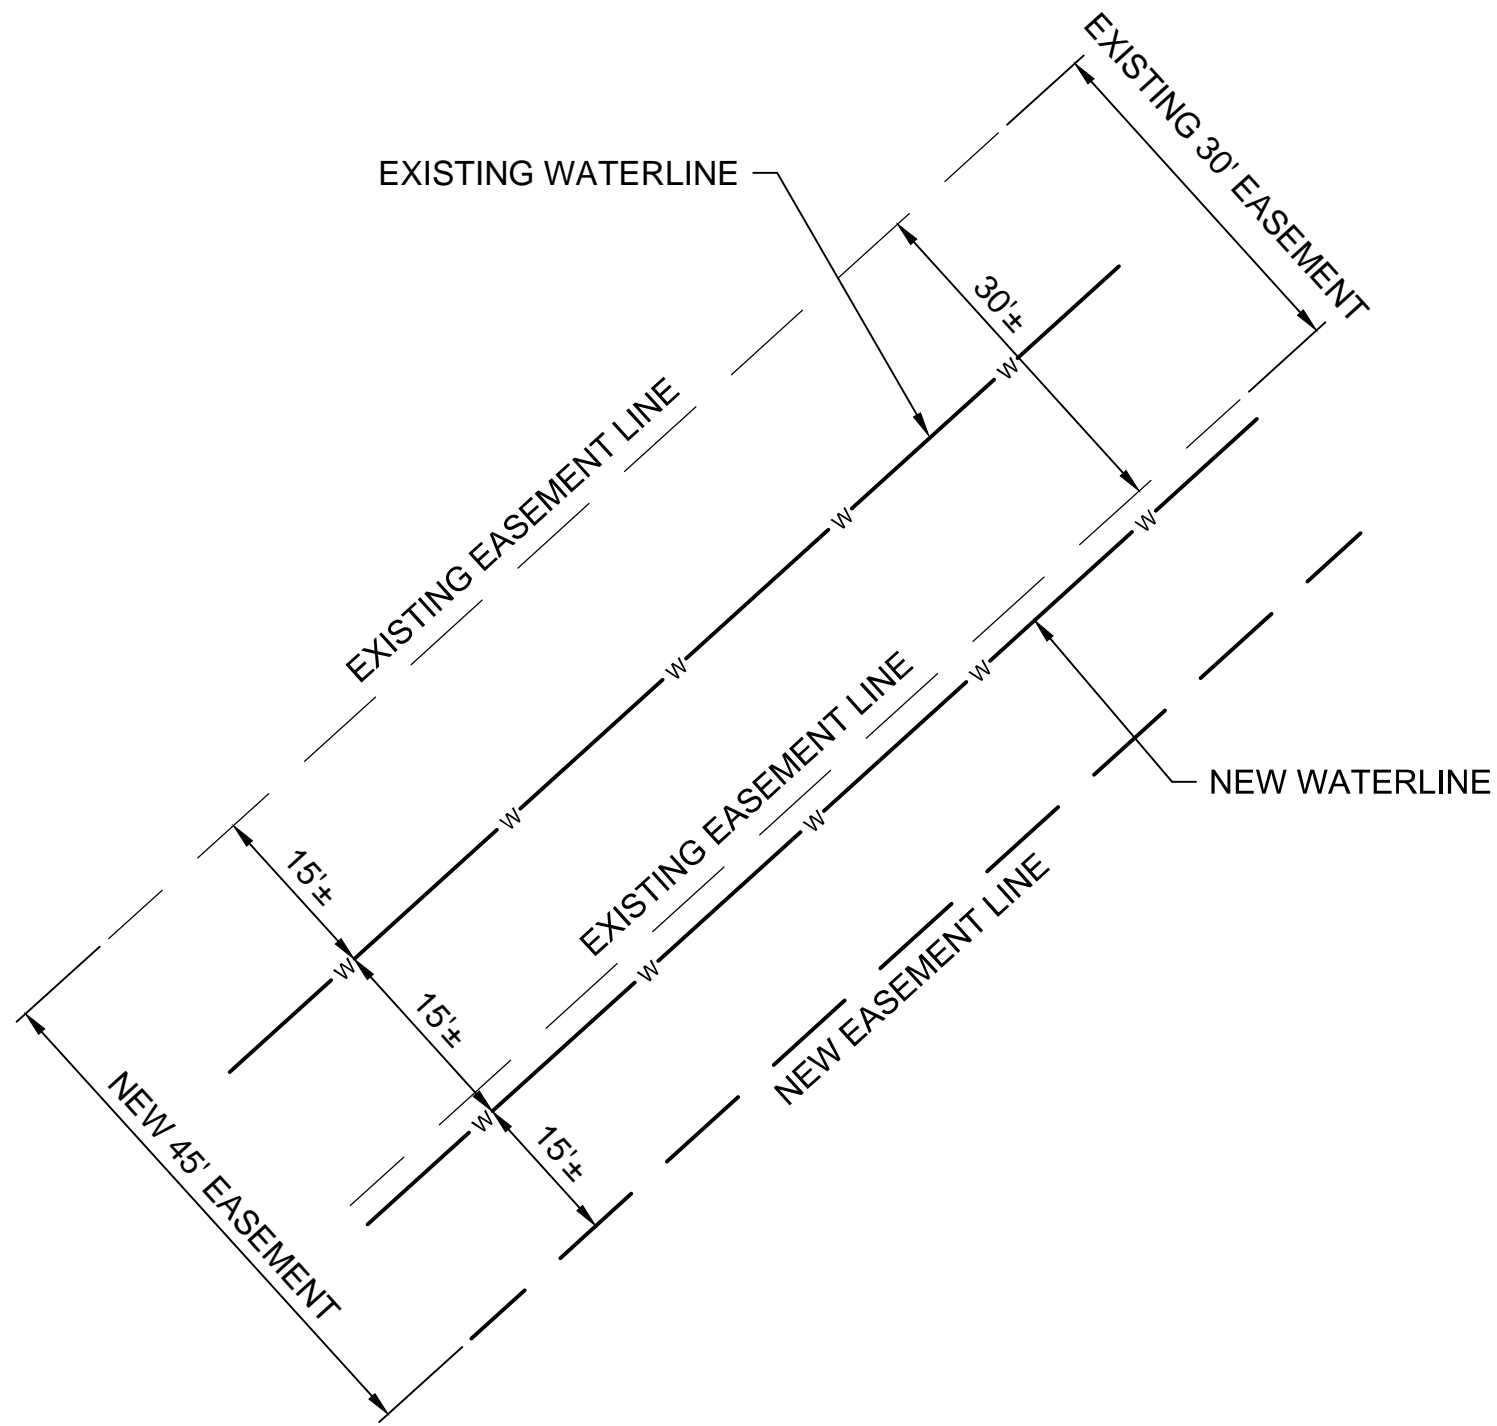 EXISTING 30' EASEMENT
EXISTING WATERLINE
30'±
W
EXISTING EASEMENT LINE
W
W
W
EXISTING EASEMENT LINE
W
W
NEW WATERLINE
W
15'±
NEW EASEMENT LINE
W
W
15'±
NEW 45' EASEMENT
W
15'±